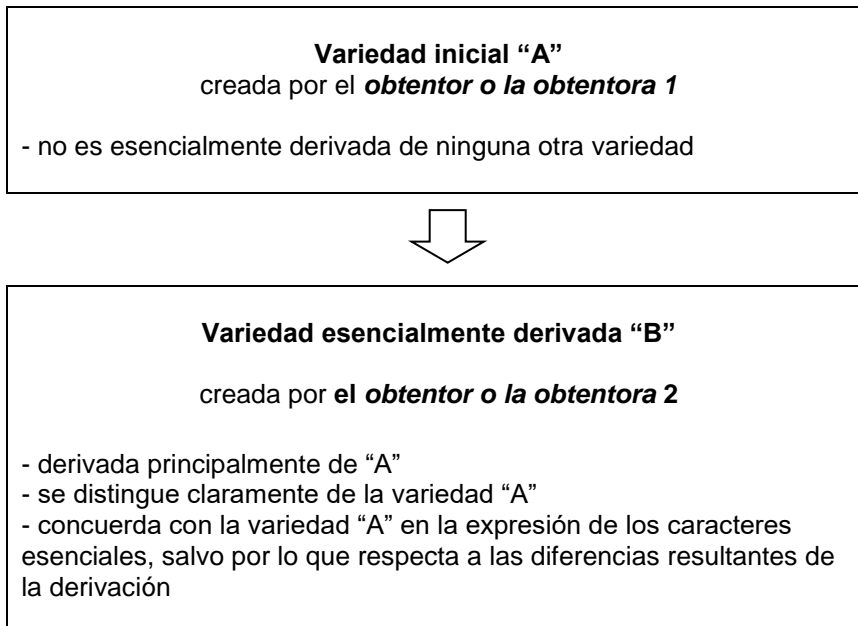 Variedad inicial “A”
creada por el obtentor o la obtentora 1
- no es esencialmente derivada de ninguna otra variedad
Variedad esencialmente derivada “B”
creada por el obtentor o la obtentora 2
- derivada principalmente de “A”
- se distingue claramente de la variedad “A”
- concuerda con la variedad “A” en la expresión de los caracteres
esenciales, salvo por lo que respecta a las diferencias resultantes de
la derivación